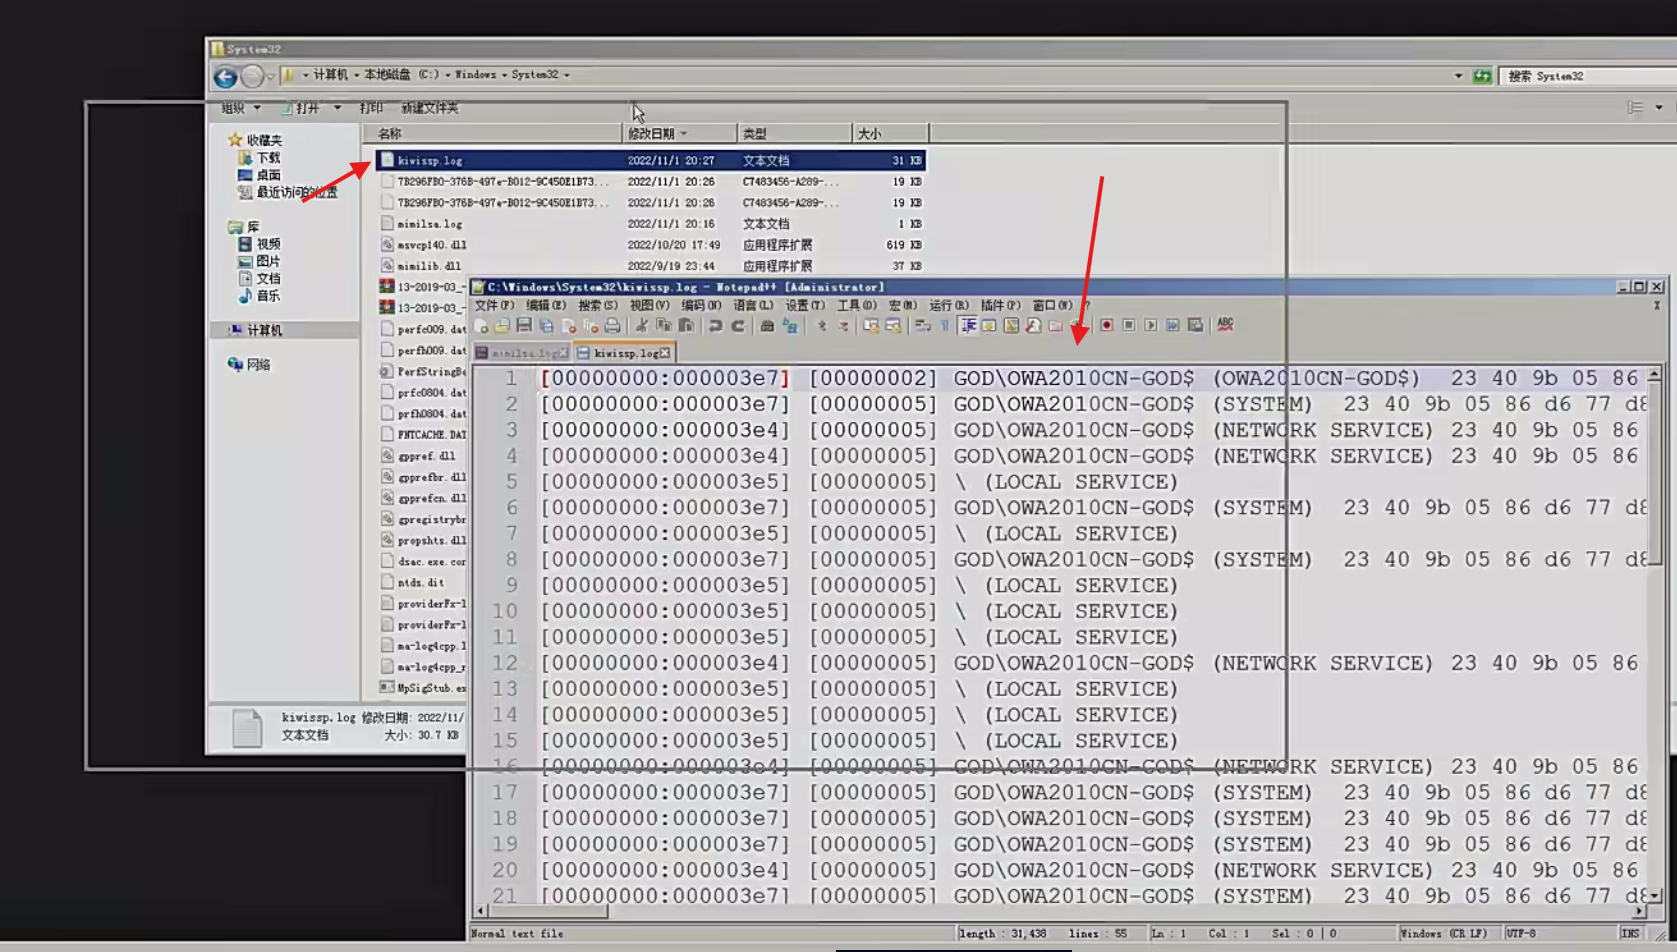 System32
计算机 本地磁盘 (C:) Windows System32
搜索 System32
组织 打开 打印 新建文件夹
名称 修改日期 类型 大小
收藏夹
下载
桌面
最近访问的位置
库
视频
图片
文档
音乐
计算机
网络
kiwissp.log 2022/11/1 20:27 文本文档 31 KB
7B296FB0-376B-497e-B012-9C450E1B73... 2022/11/1 20:26 C7483456-A289-... 19 KB
7B296FB0-376B-497e-B012-9C450E1B73... 2022/11/1 20:26 C7483456-A289-... 19 KB
mimilsa.log 2022/11/1 20:16 文本文档 1 KB
msvcp140.dll 2022/10/20 17:49 应用程序扩展 619 KB
mimilib.dll 2022/9/19 23:44 应用程序扩展 37 KB
13-2019-03_-
13-2019-03_-
perfc009.dat
perfh009.dat
PerfStringBe
prfc0804.dat
prfh0804.dat
FNTCACHE.DAT
gppref.dll
gpprefbr.dll
gpprefcn.dll
gpregistrybr
propshts.dll
dsac.exe.con
ntds.dit
providerFx-l
providerFx-l
ma-log4cpp.l
ma-log4cpp_r
MpSigStub.ex
kiwissp.log 修改日期: 2022/11/
文本文档 大小: 30.7 KB
C:\Windows\System32\kiwissp.log - Notepad++ [Administrator]
文件(F) 编辑(E) 搜索(S) 视图(V) 编码(N) 语言(L) 设置(T) 工具(O) 宏(M) 运行(R) 插件(P) 窗口(W) ?
mimilsa.log kiwissp.log
1 [00000000:000003e7] [00000002] GOD\OWA2010CN-GOD$ (OWA2010CN-GOD$) 23 40 9b 05 86
2 [00000000:000003e7] [00000005] GOD\OWA2010CN-GOD$ (SYSTEM) 23 40 9b 05 86 d6 77 d8
3 [00000000:000003e4] [00000005] GOD\OWA2010CN-GOD$ (NETWORK SERVICE) 23 40 9b 05 86
4 [00000000:000003e4] [00000005] GOD\OWA2010CN-GOD$ (NETWORK SERVICE) 23 40 9b 05 86
5 [00000000:000003e5] [00000005] \ (LOCAL SERVICE)
6 [00000000:000003e7] [00000005] GOD\OWA2010CN-GOD$ (SYSTEM) 23 40 9b 05 86 d6 77 d8
7 [00000000:000003e5] [00000005] \ (LOCAL SERVICE)
8 [00000000:000003e7] [00000005] GOD\OWA2010CN-GOD$ (SYSTEM) 23 40 9b 05 86 d6 77 d8
9 [00000000:000003e5] [00000005] \ (LOCAL SERVICE)
10 [00000000:000003e5] [00000005] \ (LOCAL SERVICE)
11 [00000000:000003e5] [00000005] \ (LOCAL SERVICE)
12 [00000000:000003e4] [00000005] GOD\OWA2010CN-GOD$ (NETWORK SERVICE) 23 40 9b 05 86
13 [00000000:000003e5] [00000005] \ (LOCAL SERVICE)
14 [00000000:000003e5] [00000005] \ (LOCAL SERVICE)
15 [00000000:000003e5] [00000005] \ (LOCAL SERVICE)
16 [00000000:000003e4] [00000005] GOD\OWA2010CN-GOD$ (NETWORK SERVICE) 23 40 9b 05 86
17 [00000000:000003e7] [00000005] GOD\OWA2010CN-GOD$ (SYSTEM) 23 40 9b 05 86 d6 77 d8
18 [00000000:000003e7] [00000005] GOD\OWA2010CN-GOD$ (SYSTEM) 23 40 9b 05 86 d6 77 d8
19 [00000000:000003e7] [00000005] GOD\OWA2010CN-GOD$ (SYSTEM) 23 40 9b 05 86 d6 77 d8
20 [00000000:000003e4] [00000005] GOD\OWA2010CN-GOD$ (NETWORK SERVICE) 23 40 9b 05 86
21 [00000000:000003e7] [00000005] GOD\OWA2010CN-GOD$ (SYSTEM) 23 40 9b 05 86 d6 77 d8
Normal text file length : 31,438 lines : 55 Ln : 1 Col : 1 Sel : 0 | 0 Windows (CR LF) UTF-8 INS